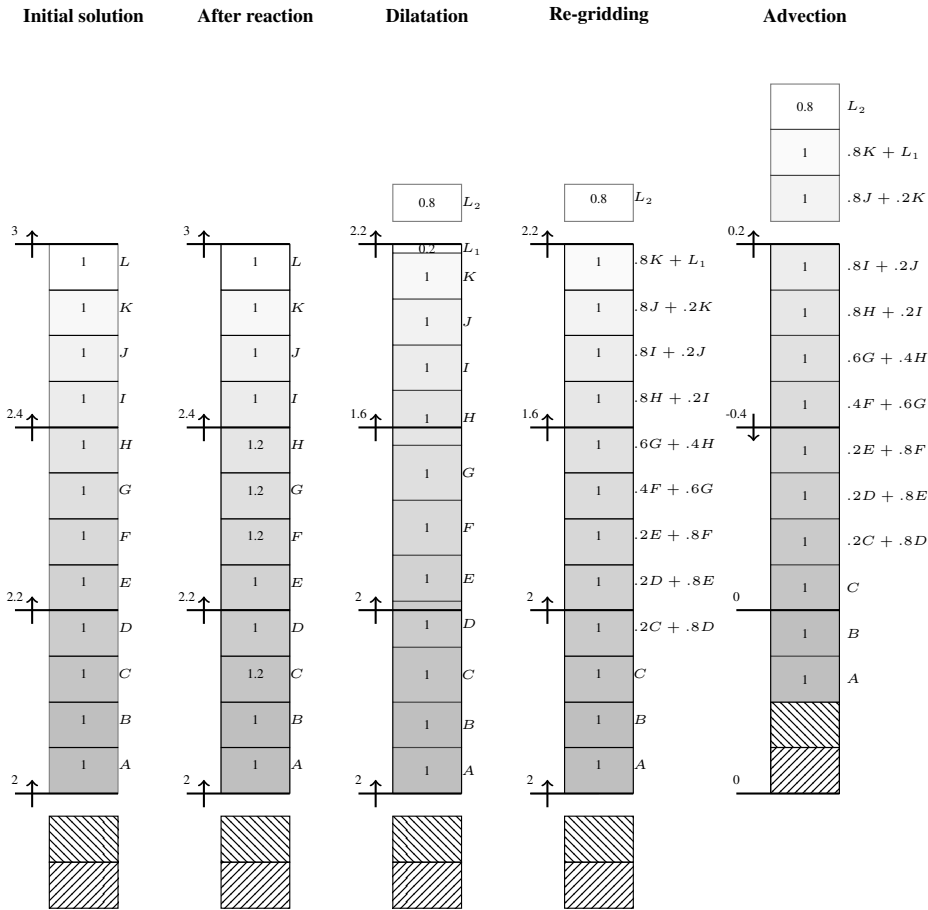 Initial solution After reaction Dilatation Re-gridding Advection
0.8 L₂
1 .8K + L₁
0.8 L₂ 0.8 L₂ 1 .8J + .2K
3 3 2.2 2.2 0.2
0.2 L₁
1 L 1 L 1 .8K + L₁ 1 .8I + .2J
1 K
1 K 1 K 1 .8J + .2K 1 .8H + .2I
1 J
1 J 1 J 1 .8I + .2J 1 .6G + .4H
1 I
1 I 1 I 1 .8H + .2I 1 .4F + .6G
2.4 2.4 1.6 1.6 -0.4
1 H
1 H 1.2 H 1 .6G + .4H 1 .2E + .8F
1 G
1 G 1.2 G 1 .4F + .6G 1 .2D + .8E
1 F 1.2 F 1 F 1 .2E + .8F 1 .2C + .8D
1 E 1 E 1 E 1 .2D + .8E 1 C
2.2 2.2 2 2 0
1 D 1 D 1 D 1 .2C + .8D 1 B
1 C 1.2 C 1 C 1 C 1 A
1 B 1 B 1 B 1 B
1 A 1 A 1 A 1 A
2 2 2 2 0